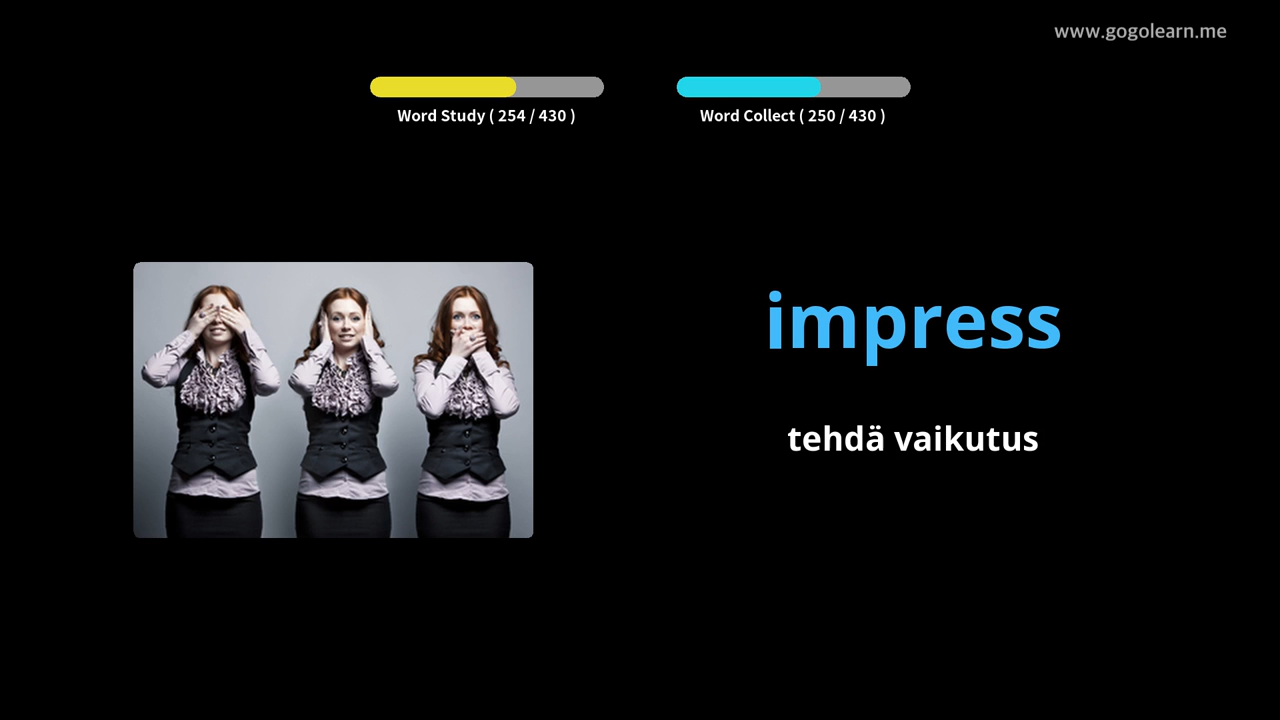 www.gogolearn.me
Word Study ( 254 / 430 )
Word Collect ( 250 / 430 )
impress
tehdä vaikutus